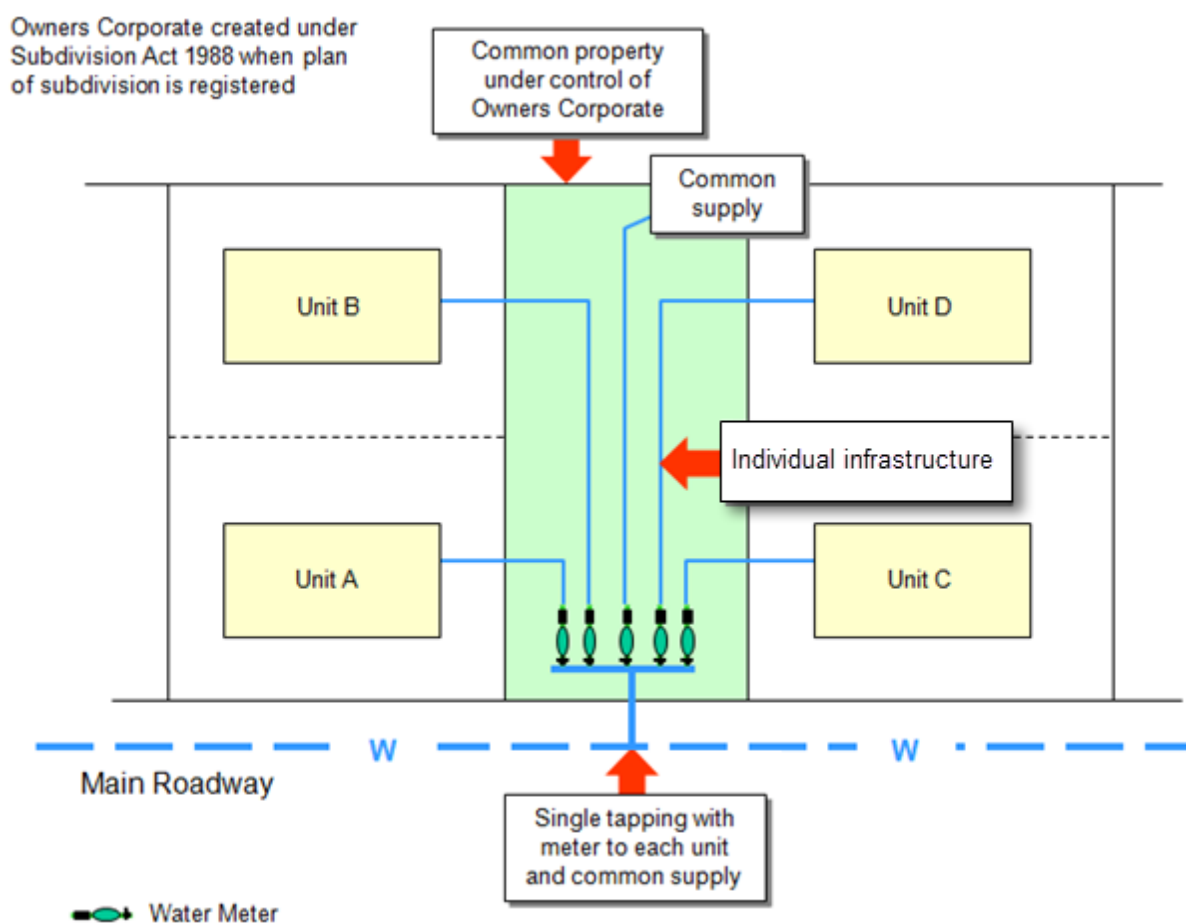 Owners Corporate created under
Subdivision Act 1988 when plan
of subdivision is registered
Common property
under control of
Owners Corporate
Common
supply
Unit B
Unit D
Individual infrastructure
Unit A
Unit C
W
W
Main Roadway
Single tapping with
meter to each unit
and common supply
Water Meter